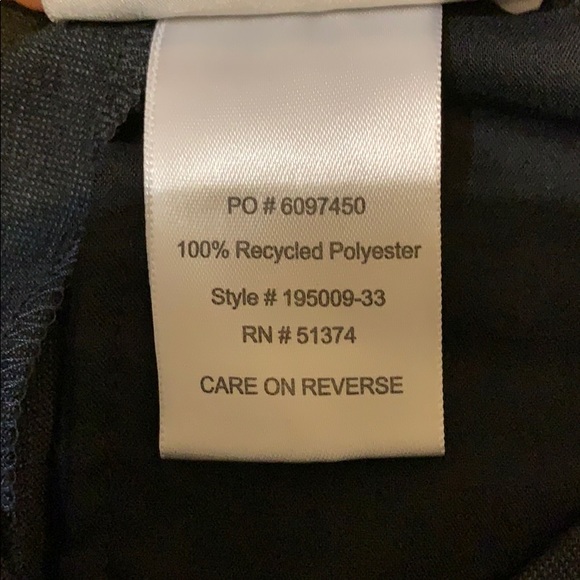 PO # 6097450
100% Recycled Polyester
Style # 195009-33
RN # 51374
CARE ON REVERSE